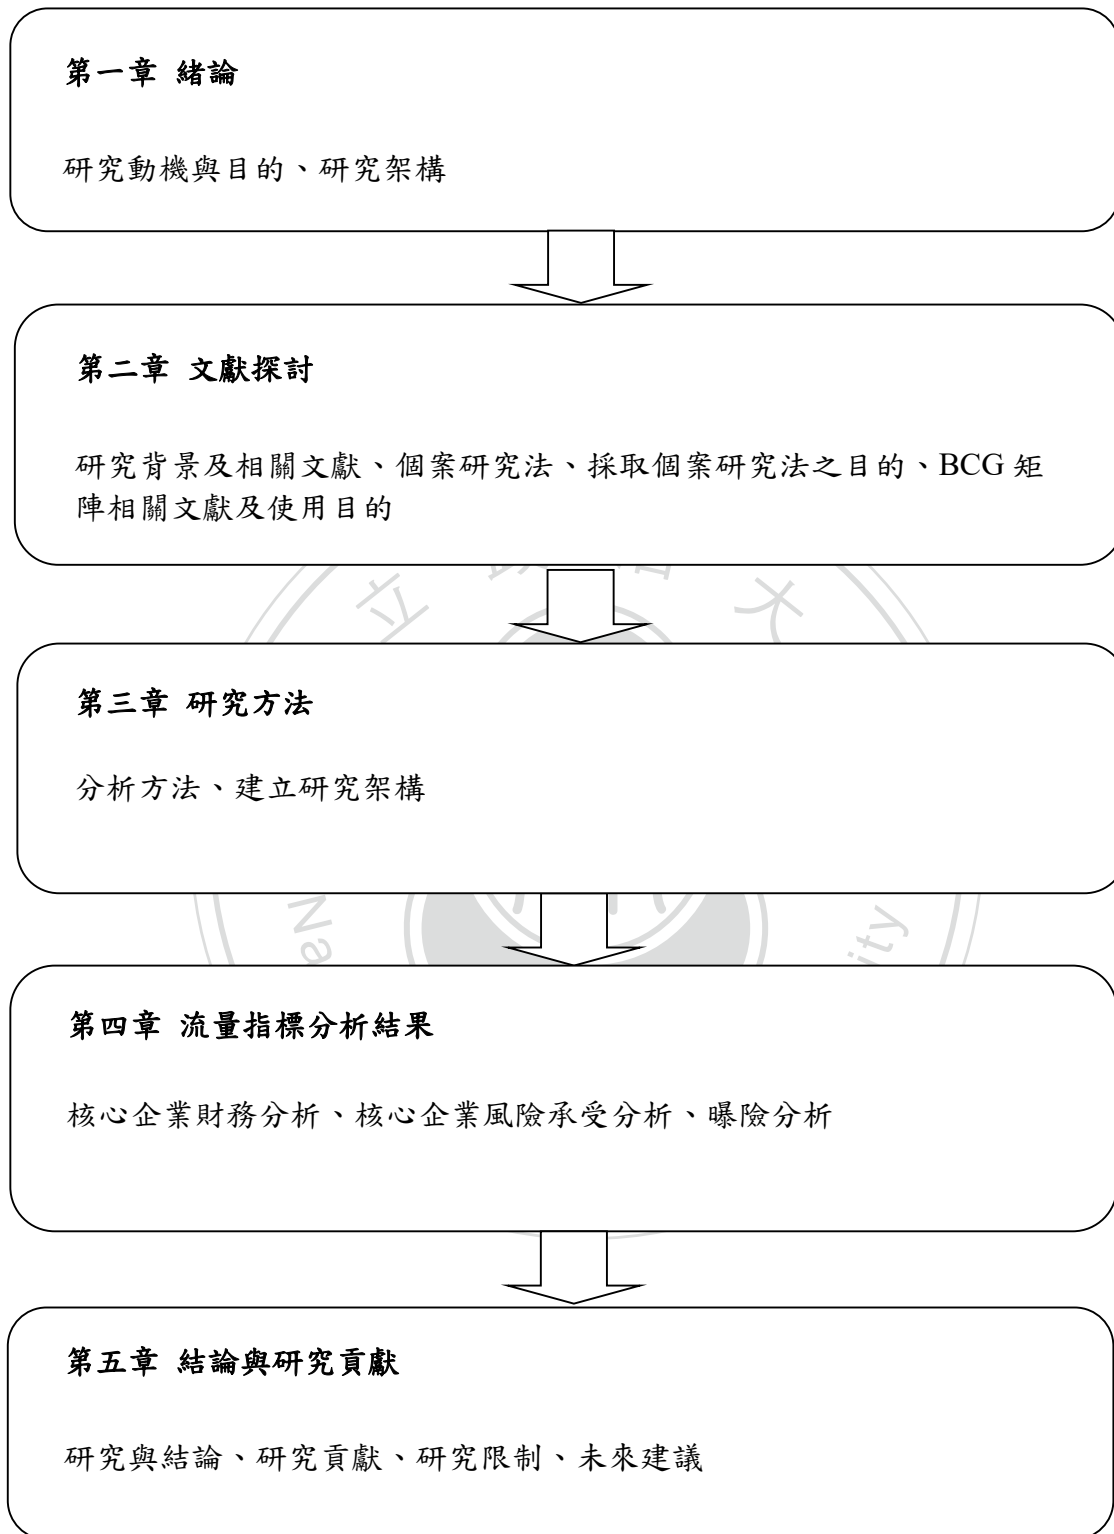 第一章 緒論
研究動機與目的、研究架構
第二章 文獻探討
研究背景及相關文獻、個案研究法、採取個案研究法之目的、BCG 矩
陣相關文獻及使用目的
立 大
第三章 研究方法
分析方法、建立研究架構
Na ity
第四章 流量指標分析結果
核心企業財務分析、核心企業風險承受分析、曝險分析
第五章 結論與研究貢獻
研究與結論、研究貢獻、研究限制、未來建議